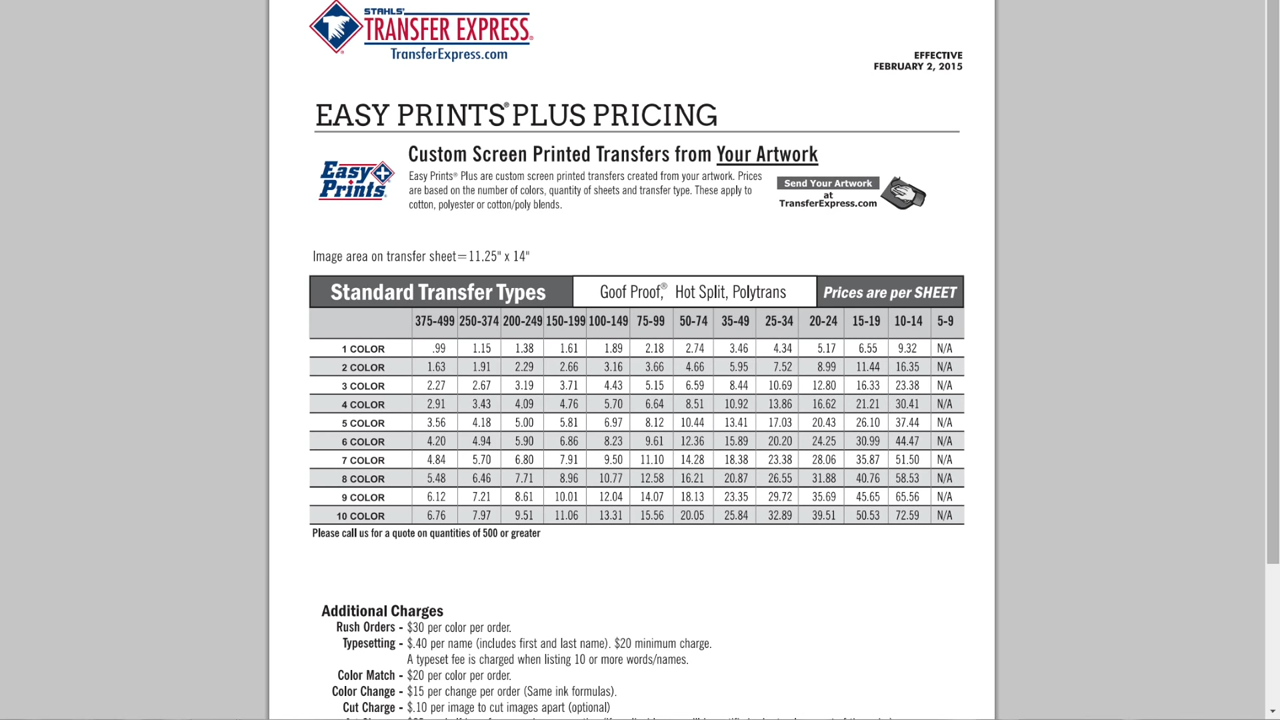 STAHLS'
TRANSFER EXPRESS®
TransferExpress.com
EFFECTIVE
FEBRUARY 2, 2015
EASY PRINTS® PLUS PRICING
Easy Prints
Custom Screen Printed Transfers from Your Artwork
Easy Prints® Plus are custom screen printed transfers created from your artwork. Prices
are based on the number of colors, quantity of sheets and transfer type. These apply to
cotton, polyester or cotton/poly blends.
Send Your Artwork
at
TransferExpress.com
Image area on transfer sheet=11.25" x 14"
Standard Transfer Types Goof Proof®, Hot Split, Polytrans Prices are per SHEET
375-499 250-374 200-249 150-199 100-149 75-99 50-74 35-49 25-34 20-24 15-19 10-14 5-9
1 COLOR .99 1.15 1.38 1.61 1.89 2.18 2.74 3.46 4.34 5.17 6.55 9.32 N/A
2 COLOR 1.63 1.91 2.29 2.66 3.16 3.66 4.66 5.95 7.52 8.99 11.44 16.35 N/A
3 COLOR 2.27 2.67 3.19 3.71 4.43 5.15 6.59 8.44 10.69 12.80 16.33 23.38 N/A
4 COLOR 2.91 3.43 4.09 4.76 5.70 6.64 8.51 10.92 13.86 16.62 21.21 30.41 N/A
5 COLOR 3.56 4.18 5.00 5.81 6.97 8.12 10.44 13.41 17.03 20.43 26.10 37.44 N/A
6 COLOR 4.20 4.94 5.90 6.86 8.23 9.61 12.36 15.89 20.20 24.25 30.99 44.47 N/A
7 COLOR 4.84 5.70 6.80 7.91 9.50 11.10 14.28 18.38 23.38 28.06 35.87 51.50 N/A
8 COLOR 5.48 6.46 7.71 8.96 10.77 12.58 16.21 20.87 26.55 31.88 40.76 58.53 N/A
9 COLOR 6.12 7.21 8.61 10.01 12.04 14.07 18.13 23.35 29.72 35.69 45.65 65.56 N/A
10 COLOR 6.76 7.97 9.51 11.06 13.31 15.56 20.05 25.84 32.89 39.51 50.53 72.59 N/A
Please call us for a quote on quantities of 500 or greater
Additional Charges
Rush Orders - $30 per color per order.
Typesetting - $.40 per name (includes first and last name). $20 minimum charge.
A typeset fee is charged when listing 10 or more words/names.
Color Match - $20 per color per order.
Color Change - $15 per change per order (Same ink formulas).
Cut Charge - $.10 per image to cut images apart (optional)